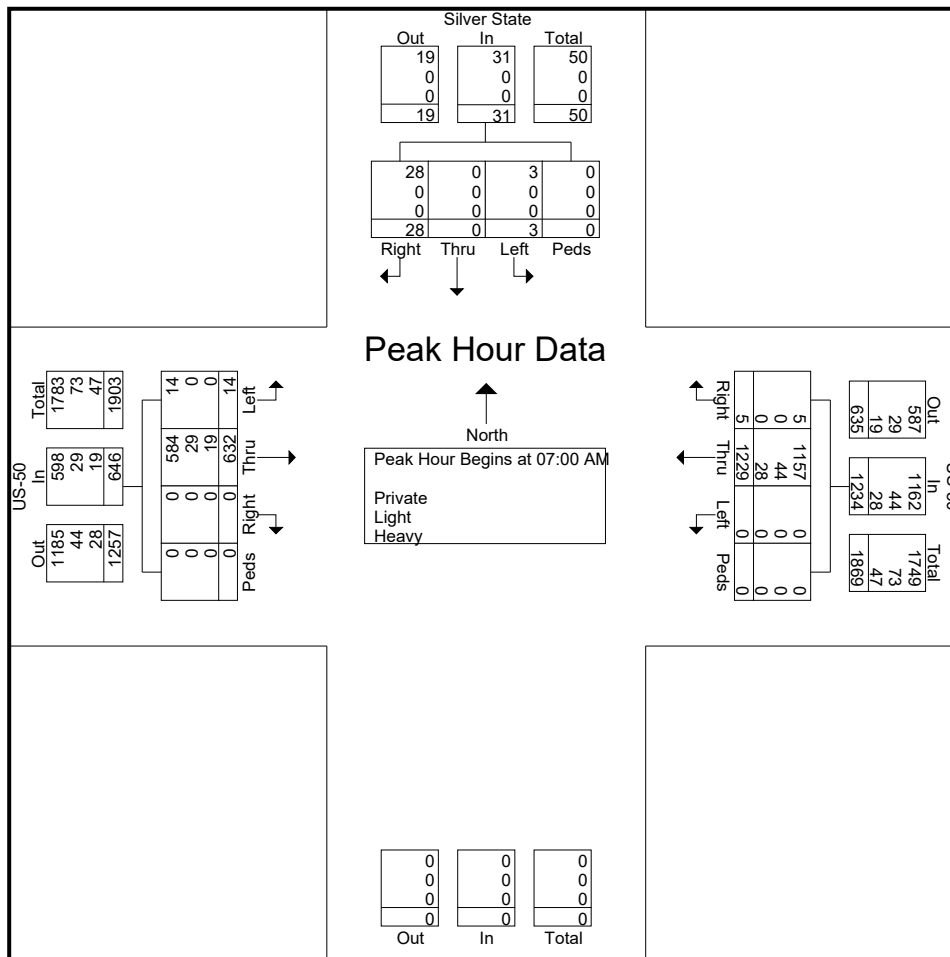 Silver State
Out In Total
19 31 50
0 0 0
0 0 0
19 31 50
28 0 3 0
0 0 0 0
0 0 0 0
28 0 3 0
Right Thru Left Peds
Peak Hour Data
North
Peak Hour Begins at 07:00 AM
Private
Light
Heavy
US-50
Total
1783 73 47 1903
In
598 29 19 646
Out
1185 44 28 1257
14 0 0 14
Left
584 29 19 632
Thru
0 0 0 0
Right
0 0 0 0
Peds
Right
5 0 0 5
Thru
1157 44 28 1229
Left
0 0 0 0
Peds
0 0 0 0
Out
587 29 19 635
In
1162 44 28 1234
Total
1749 73 47 1869
0 0 0
0 0 0
0 0 0
0 0 0
Out In Total